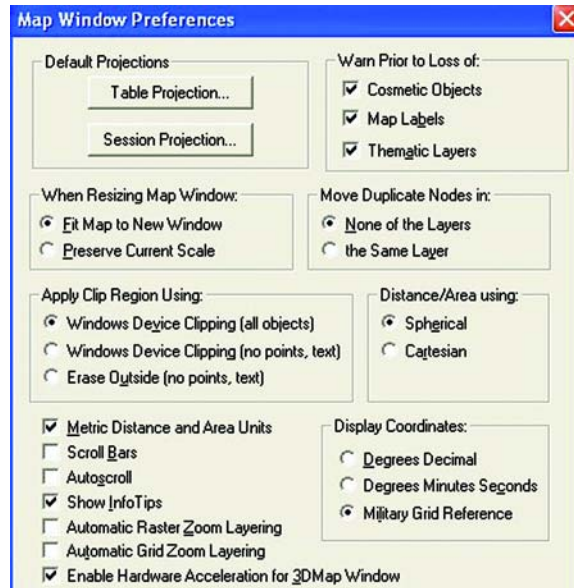 Map Window Preferences
Default Projections
Table Projection...
Session Projection...
Warn Prior to Loss of:
Cosmetic Objects
Map Labels
Thematic Layers
When Resizing Map Window:
Fit Map to New Window
Preserve Current Scale
Move Duplicate Nodes in:
None of the Layers
the Same Layer
Apply Clip Region Using:
Windows Device Clipping (all objects)
Windows Device Clipping (no points, text)
Erase Outside (no points, text)
Distance/Area using:
Spherical
Cartesian
Metric Distance and Area Units
Scroll Bars
Autoscroll
Show InfoTips
Automatic Raster Zoom Layering
Automatic Grid Zoom Layering
Enable Hardware Acceleration for 3DMap Window
Display Coordinates:
Degrees Decimal
Degrees Minutes Seconds
Military Grid Reference